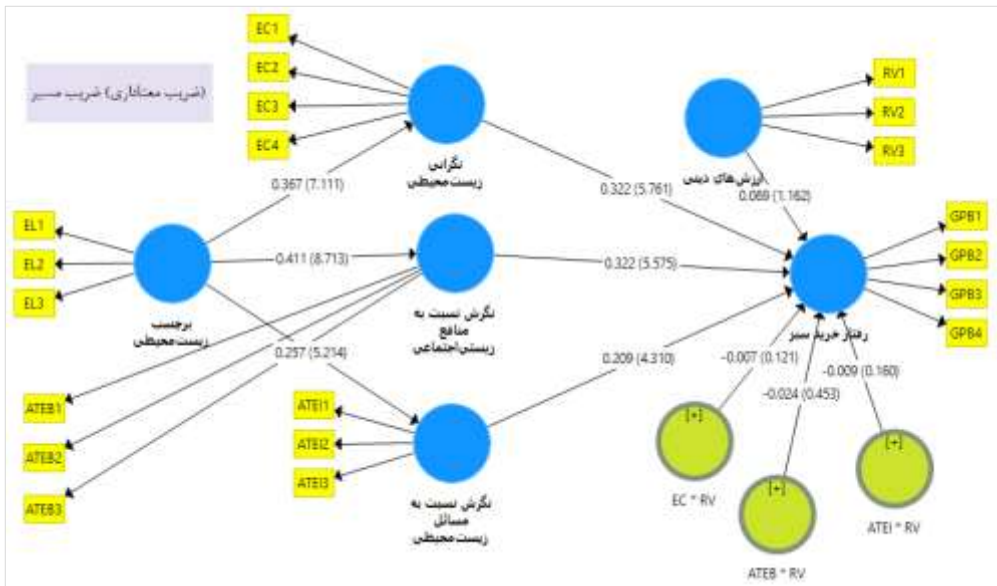 EC1
EC2
EC3
EC4
(ضریب معناداری) ضریب مسیر
RV1
RV2
RV3
نگرانی
زیست‌محیطی
ارزش‌های دینی
0.367 (7.111)
0.322 (5.761)
0.069 (1.162)
EL1
EL2
EL3
GPB1
GPB2
GPB3
GPB4
0.411 (8.713)
0.322 (5.575)
برچسب
زیست‌محیطی
نگرش نسبت به
منافع
زیستی‌اجتماعی
رفتار خرید سبز
0.257 (5.214)
0.209 (4.310)
-0.007 (0.121)
-0.024 (0.453)
-0.009 (0.160)
ATEB1
ATEB2
ATEB3
ATEI1
ATEI2
ATEI3
نگرش نسبت به
مسائل
زیست‌محیطی
[+]
[+]
[+]
EC * RV
ATEB * RV
ATEI * RV